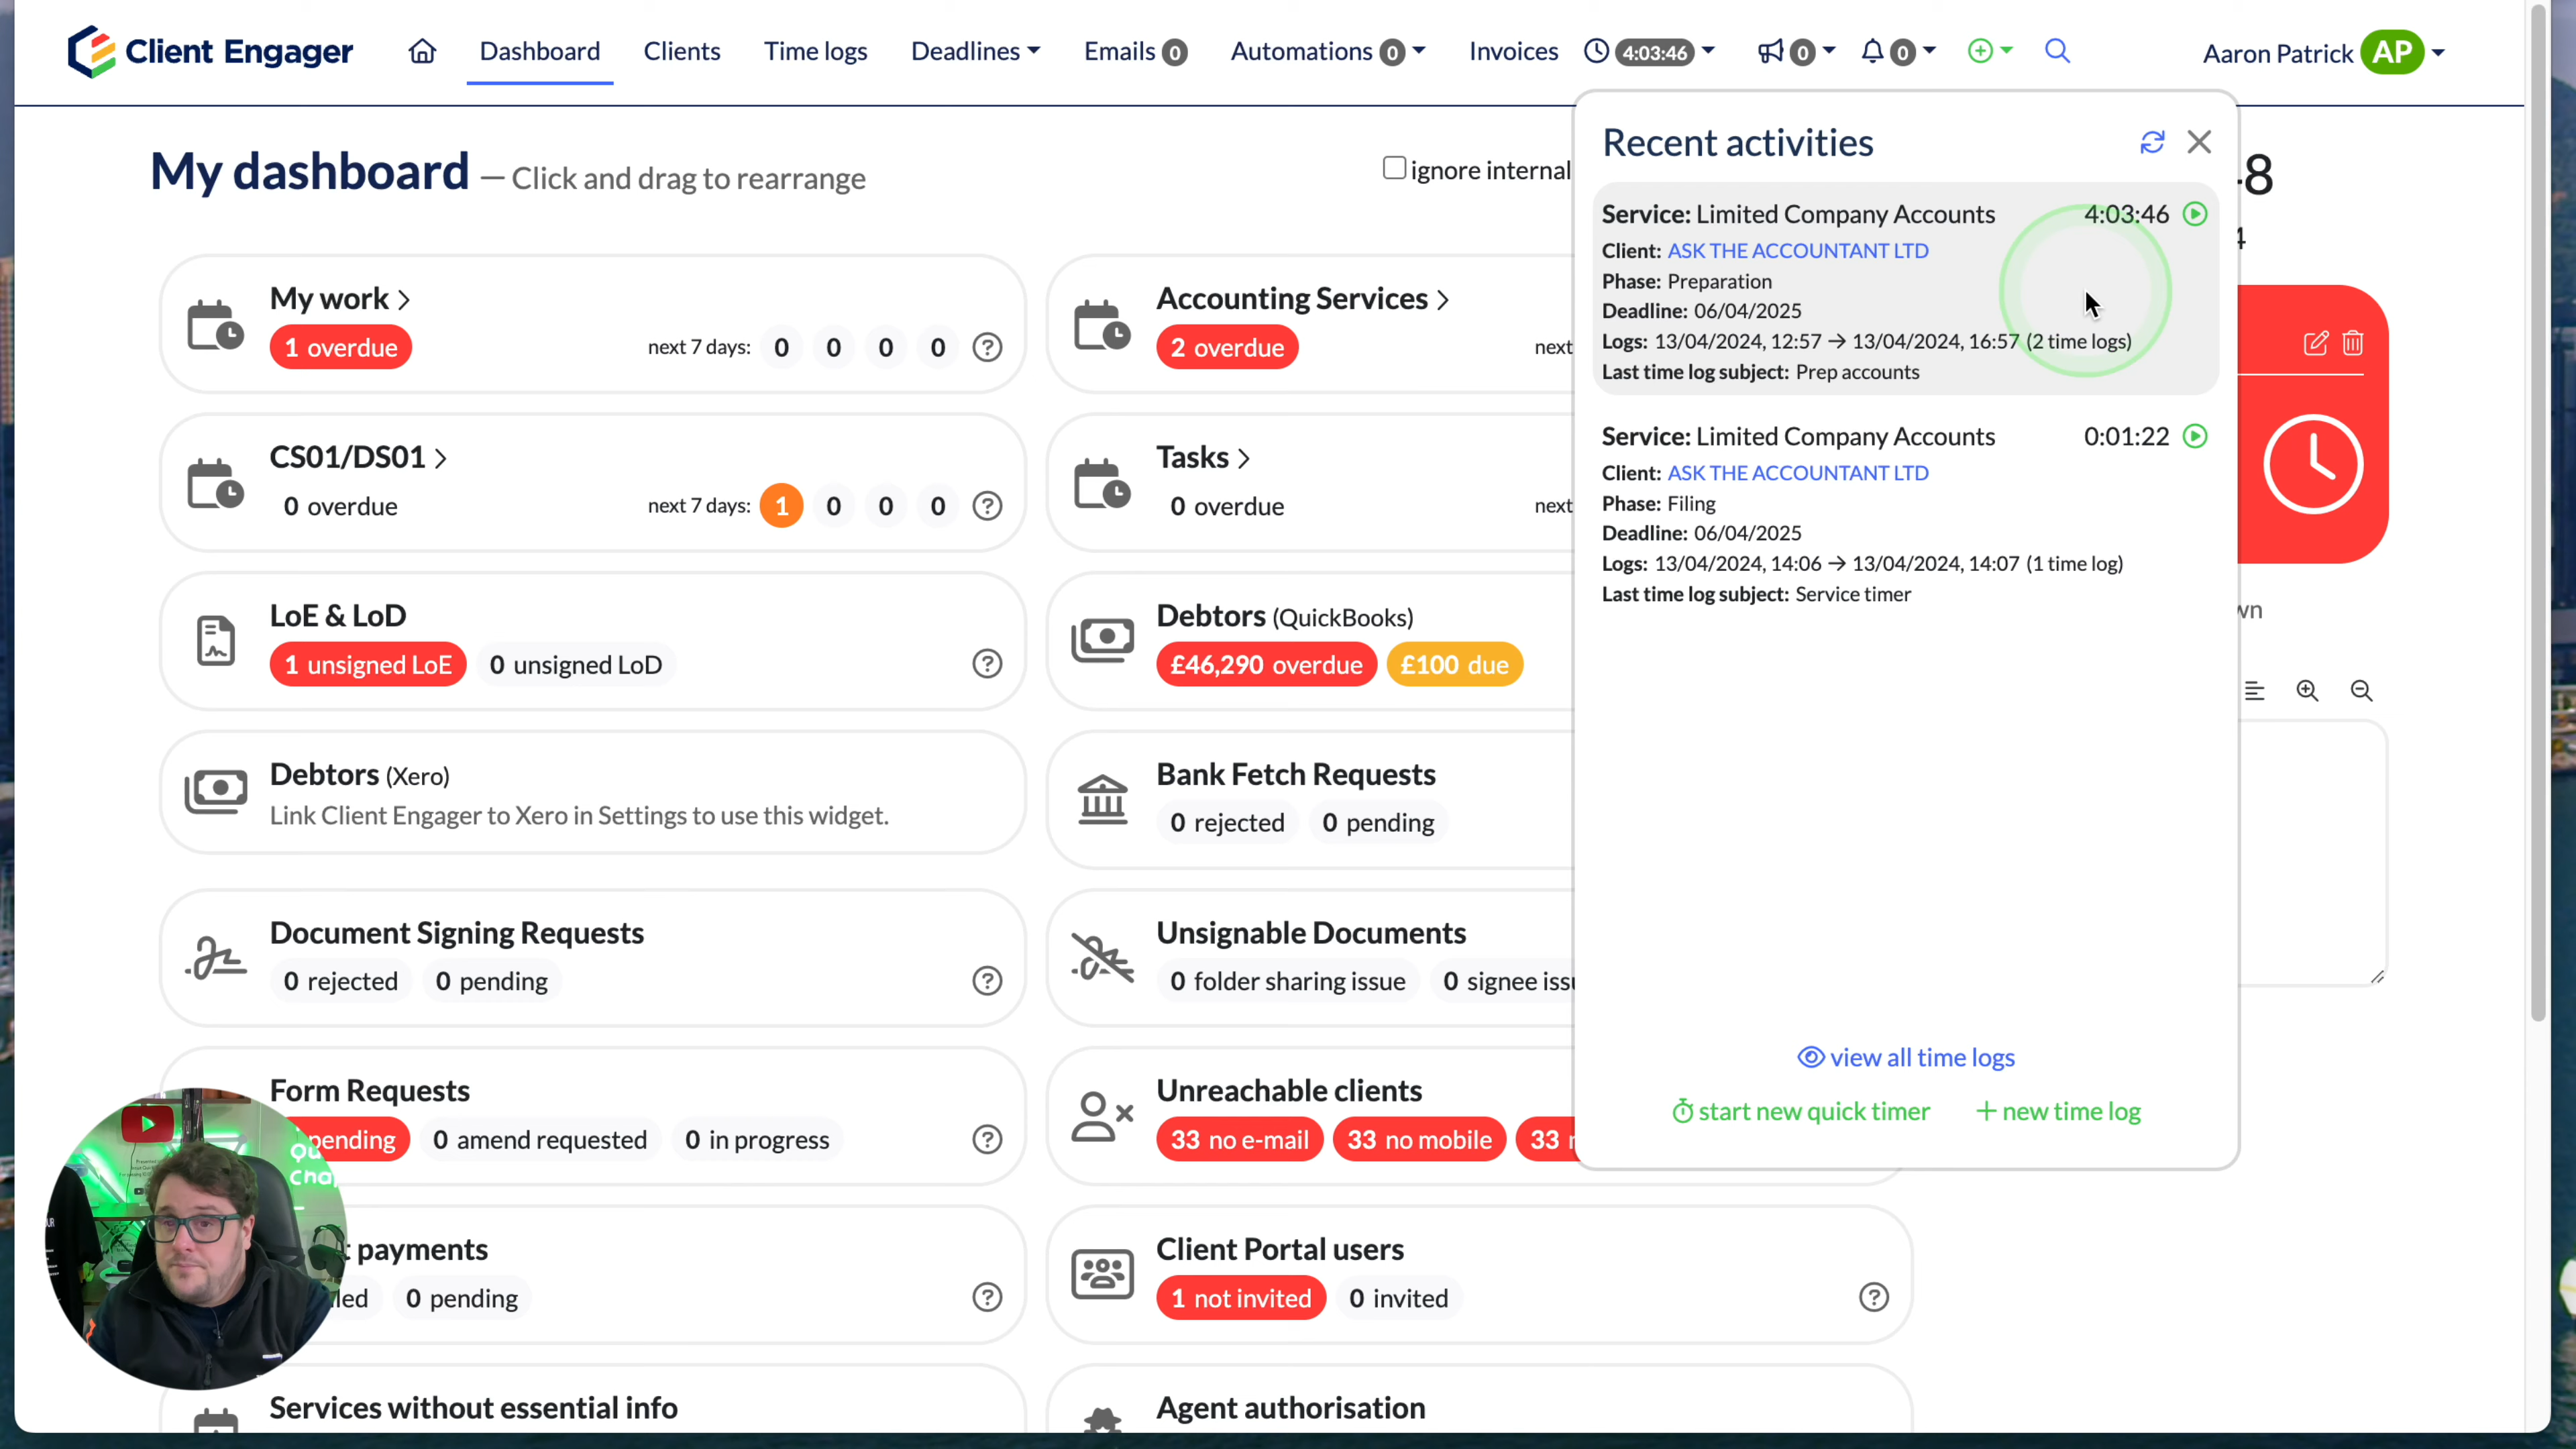 Client Engager
Dashboard
Clients
Time logs
Deadlines
Emails 0
Automations 0
Invoices
4:03:46
0
0
Aaron Patrick AP
My dashboard — Click and drag to rearrange
ignore internal
Recent activities
Service: Limited Company Accounts 4:03:46
Client: ASK THE ACCOUNTANT LTD
Phase: Preparation
Deadline: 06/04/2025
Logs: 13/04/2024, 12:57 → 13/04/2024, 16:57 (2 time logs)
Last time log subject: Prep accounts
Service: Limited Company Accounts 0:01:22
Client: ASK THE ACCOUNTANT LTD
Phase: Filing
Deadline: 06/04/2025
Logs: 13/04/2024, 14:06 → 13/04/2024, 14:07 (1 time log)
Last time log subject: Service timer
view all time logs
start new quick timer + new time log
My work >
1 overdue next 7 days: 0 0 0 0 ?
Accounting Services >
2 overdue next
CS01/DS01 >
0 overdue next 7 days: 1 0 0 0 ?
Tasks >
0 overdue next
LoE & LoD
1 unsigned LoE 0 unsigned LoD ?
Debtors (QuickBooks)
£46,290 overdue £100 due
Debtors (Xero)
Link Client Engager to Xero in Settings to use this widget.
Bank Fetch Requests
0 rejected 0 pending
Document Signing Requests
0 rejected 0 pending ?
Unsignable Documents
0 folder sharing issue 0 signee issu
Form Requests
pending 0 amend requested 0 in progress ?
Unreachable clients
33 no e-mail 33 no mobile 33
payments
0 pending ?
Client Portal users
1 not invited 0 invited ?
Services without essential info
Agent authorisation